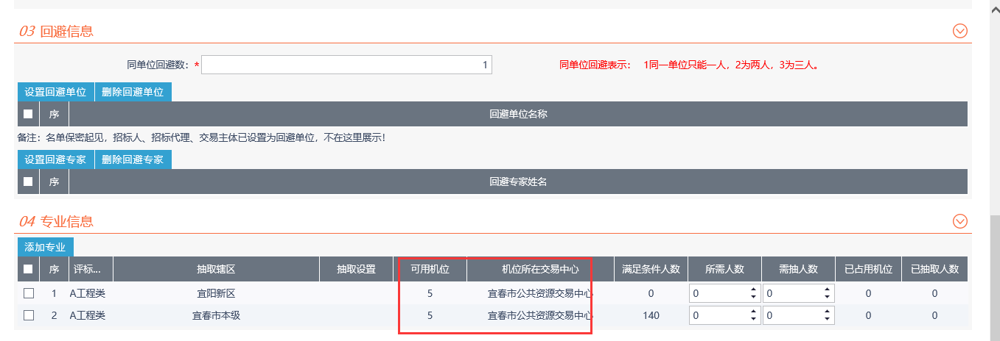 03 回避信息
同单位回避数：* 1 同一单位回避表示： 1同一单位只能一人，2为两人，3为三人。
设置回避单位 删除回避单位
序 回避单位名称
备注：名单保密起见，招标人、招标代理、交易主体已设置为回避单位，不在这里展示！
设置回避专家 删除回避专家
序 回避专家姓名
04 专业信息
添加专业
序 评标... 抽取辖区 抽取设置 可用机位 机位所在交易中心 满足条件人数 所需人数 需抽人数 已占用机位 已抽取人数
1 A工程类 宜阳新区 5 宜春市公共资源交易中心 0 0 0 0 0
2 A工程类 宜春市本级 5 宜春市公共资源交易中心 140 0 0 0 0